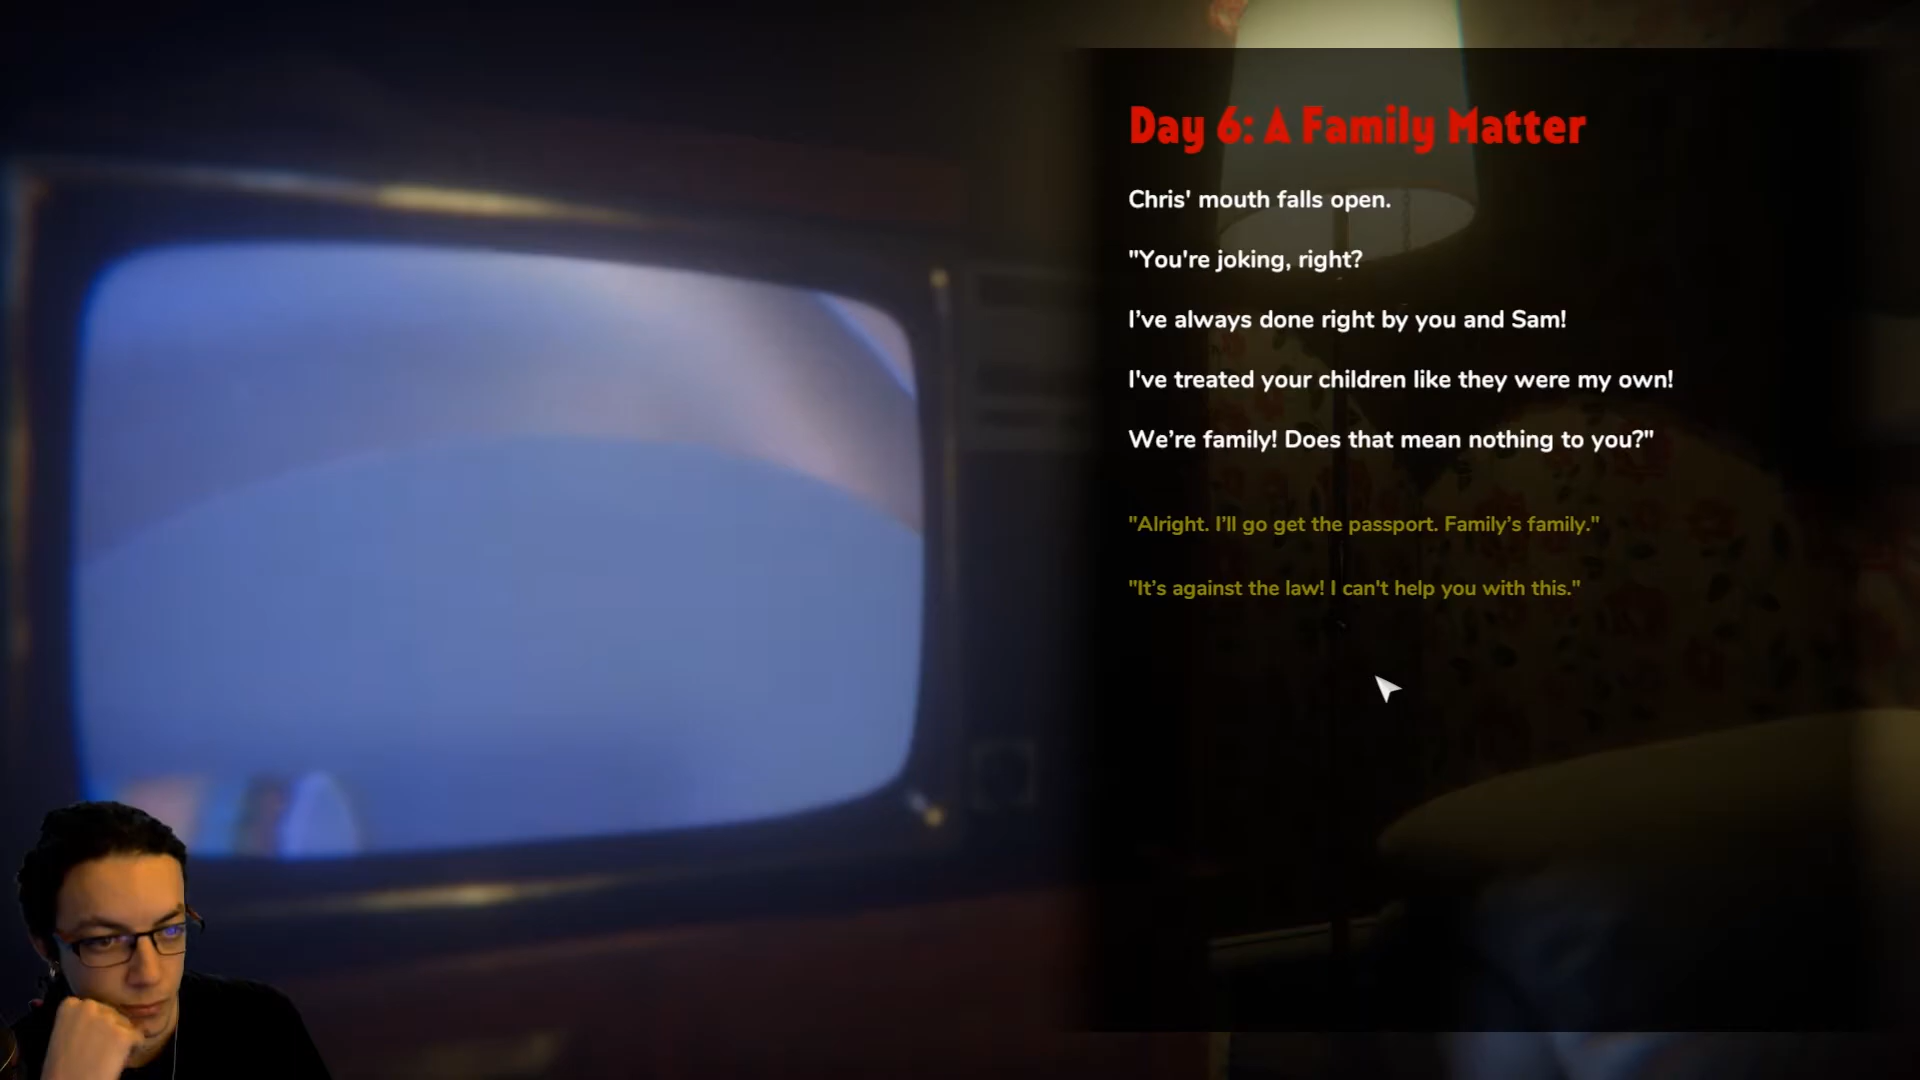 Day 6: A Family Matter
Chris' mouth falls open.
"You're joking, right?
I’ve always done right by you and Sam!
I've treated your children like they were my own!
We’re family! Does that mean nothing to you?"
"Alright. I’ll go get the passport. Family’s family."
"It’s against the law! I can't help you with this."